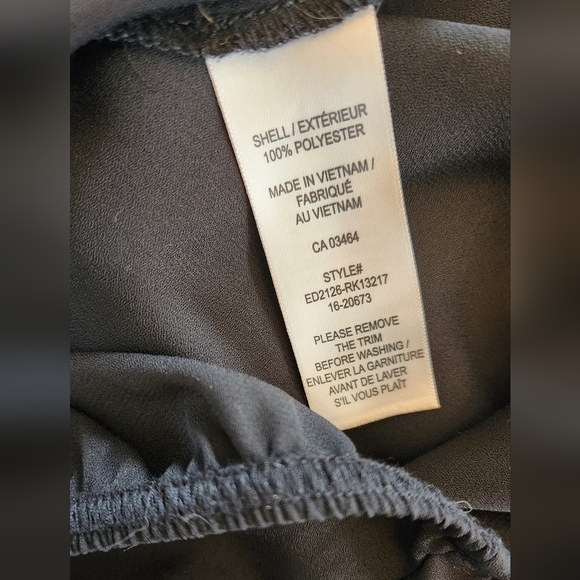 SHELL / EXTÉRIEUR
100% POLYESTER
MADE IN VIETNAM /
FABRIQUÉ
AU VIETNAM
CA 03464
STYLE#
ED2126-RK13217
16-20673
PLEASE REMOVE
THE TRIM
BEFORE WASHING /
ENLEVER LA GARNITURE
AVANT DE LAVER
S'IL VOUS PLAÎT